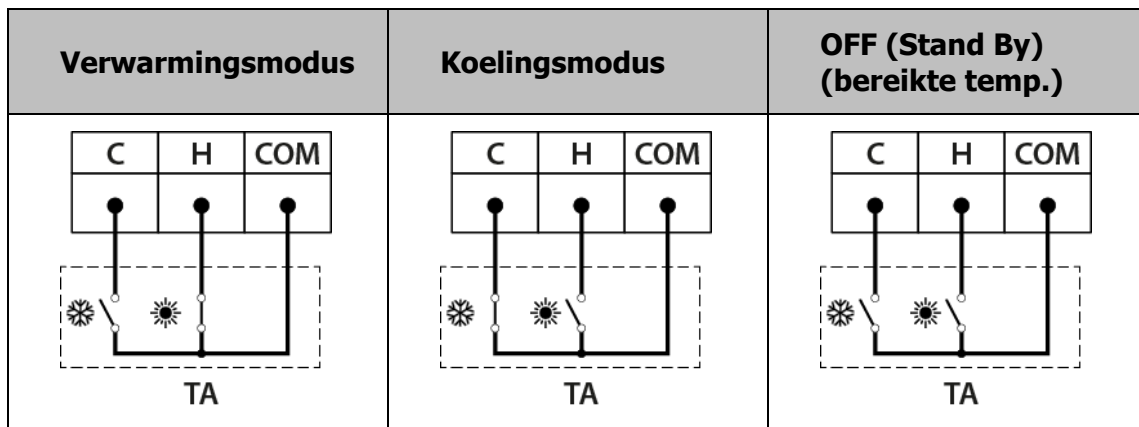 Verwarmingsmodus
Koelingsmodus
OFF (Stand By)
(bereikte temp.)
C H COM
TA
C H COM
TA
C H COM
TA